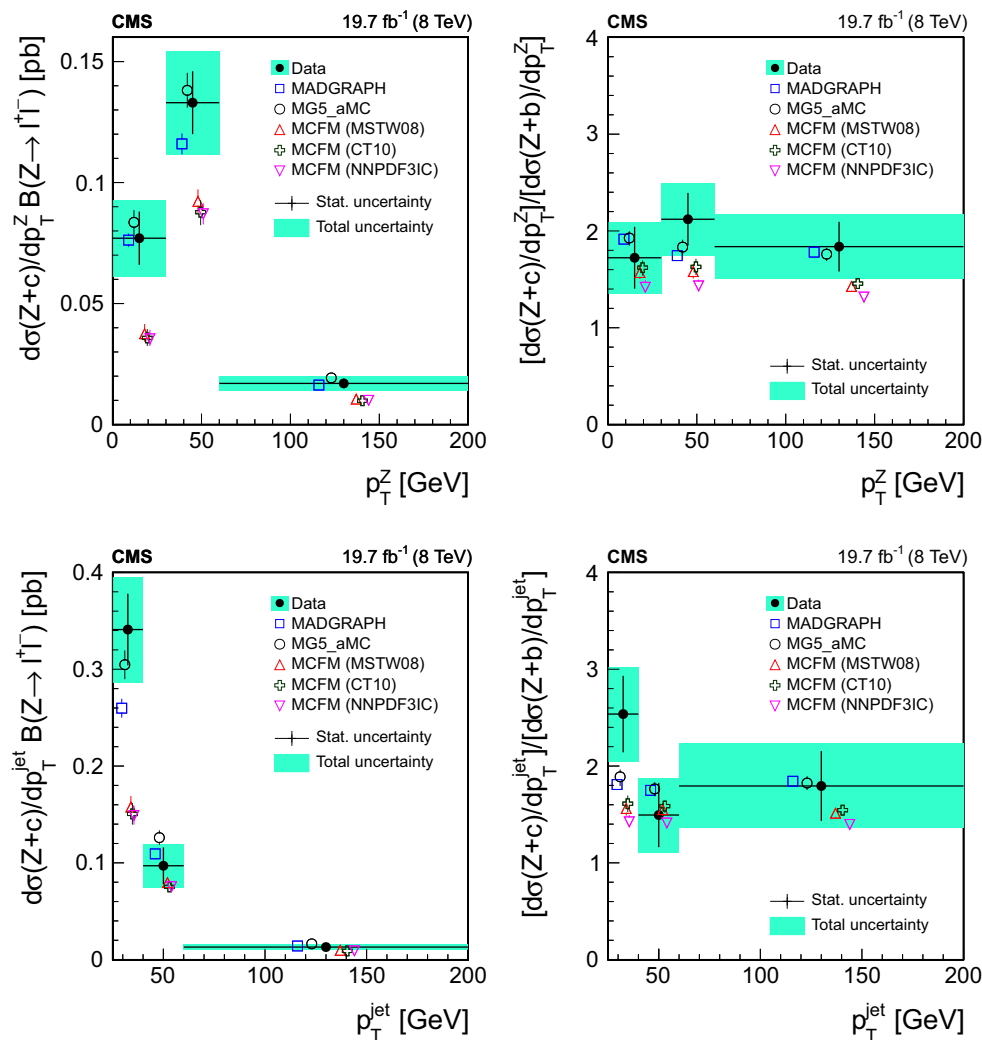 CMS 19.7 fb⁻¹ (8 TeV)
dσ(Z+c)/dp_T^Z B(Z→ l⁺l⁻) [pb]
0.15
0.1
0.05
0
Data
MADGRAPH
MG5_aMC
MCFM (MSTW08)
MCFM (CT10)
MCFM (NNPDF3IC)
Stat. uncertainty
Total uncertainty
0 50 100 150 200
p_T^Z [GeV]
CMS 19.7 fb⁻¹ (8 TeV)
[dσ(Z+c)/dp_T^Z]/[dσ(Z+b)/dp_T^Z]
4
3
2
1
0
Data
MADGRAPH
MG5_aMC
MCFM (MSTW08)
MCFM (CT10)
MCFM (NNPDF3IC)
Stat. uncertainty
Total uncertainty
0 50 100 150 200
p_T^Z [GeV]
CMS 19.7 fb⁻¹ (8 TeV)
dσ(Z+c)/dp_T^jet B(Z→ l⁺l⁻) [pb]
0.4
0.3
0.2
0.1
0
Data
MADGRAPH
MG5_aMC
MCFM (MSTW08)
MCFM (CT10)
MCFM (NNPDF3IC)
Stat. uncertainty
Total uncertainty
50 100 150 200
p_T^jet [GeV]
CMS 19.7 fb⁻¹ (8 TeV)
[dσ(Z+c)/dp_T^jet]/[dσ(Z+b)/dp_T^jet]
4
3
2
1
0
Data
MADGRAPH
MG5_aMC
MCFM (MSTW08)
MCFM (CT10)
MCFM (NNPDF3IC)
Stat. uncertainty
Total uncertainty
50 100 150 200
p_T^jet [GeV]